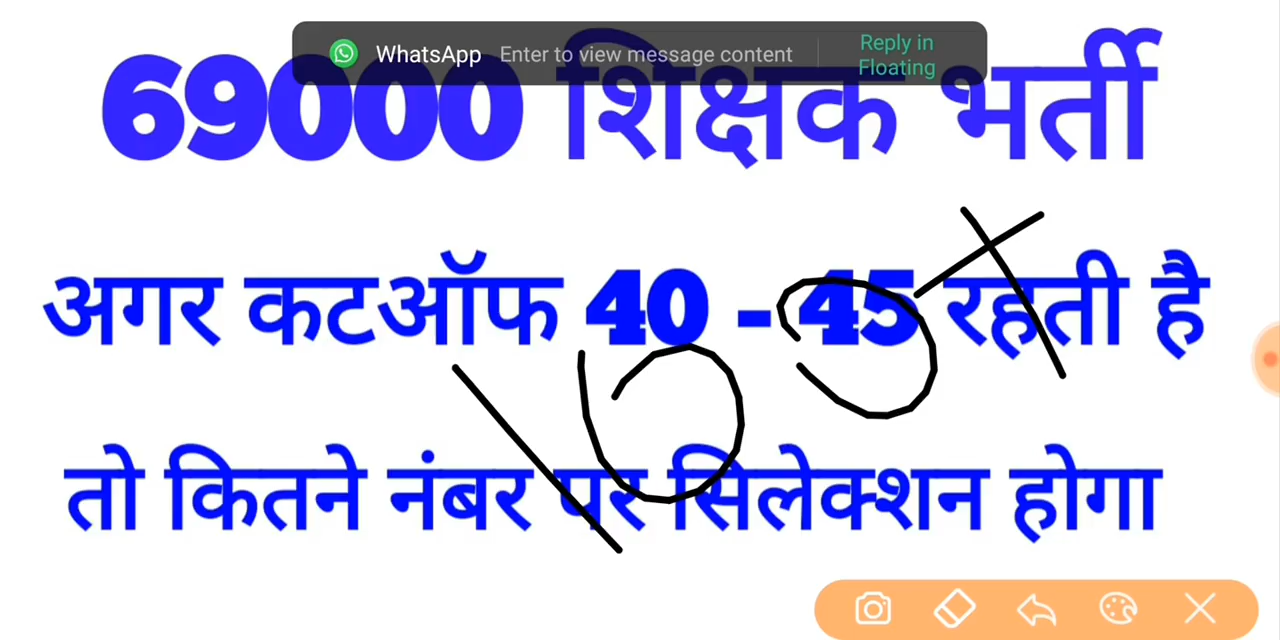 WhatsApp Enter to view message content Reply in Floating
69000 शिक्षक भर्ती
अगर कटऑफ 40 - 45 रहती है
तो कितने नंबर पर सिलेक्शन होगा